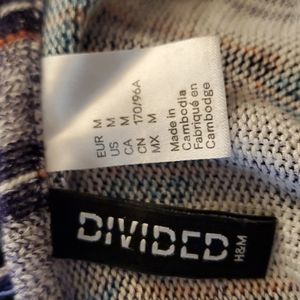 EUR M
US M
CA M
CN 170/96A
MX M
Made in
Cambodia
Fabriqué en
Cambodge
DIVIDED
H&M